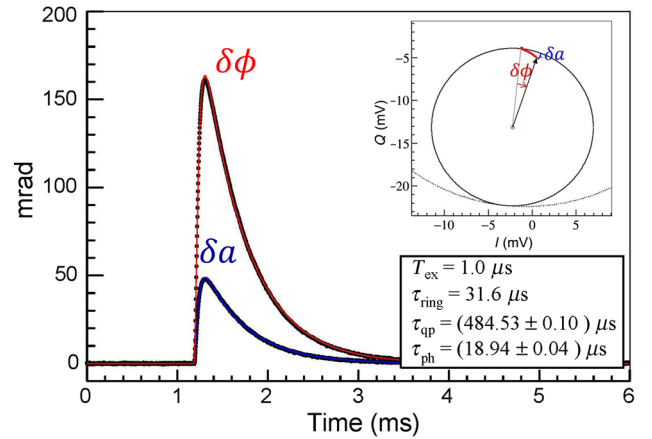 200
150
100
50
0
mrad
δϕ
δa
0
1
2
3
4
5
6
Time (ms)
0
−5
−10
−15
−20
Q (mV)
δϕ
δa
−10
−5
0
5
I (mV)
T_ex = 1.0 μs
τ_ring = 31.6 μs
τ_qp = (484.53 ± 0.10 ) μs
τ_ph = (18.94 ± 0.04 ) μs